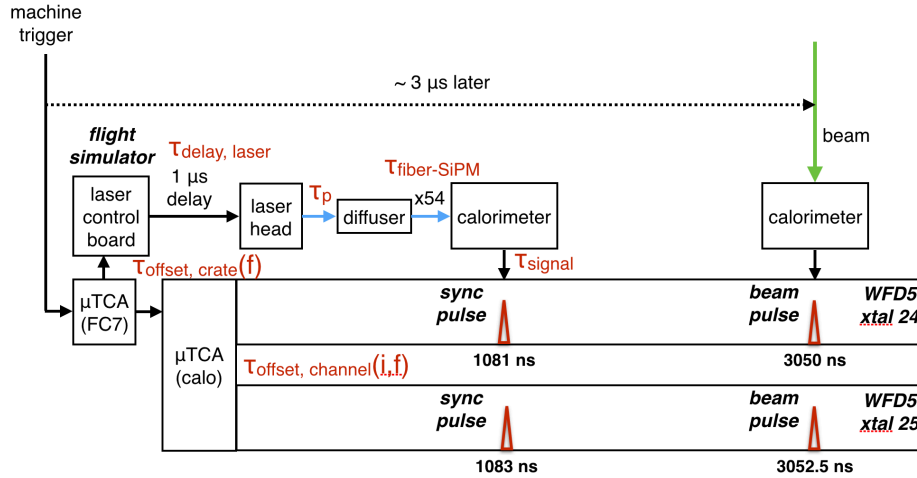 machine
trigger
~ 3 µs later
beam
flight
simulator
τdelay, laser
1 µs
delay
laser
control
board
laser
head
τp
diffuser
τfiber-SiPM
x54
calorimeter
calorimeter
τoffset, crate(f)
τsignal
µTCA
(FC7)
µTCA
(calo)
sync
pulse
beam
pulse
WFD5
xtal 24
1081 ns
3050 ns
τoffset, channel(i,f)
sync
pulse
beam
pulse
WFD5
xtal 25
1083 ns
3052.5 ns